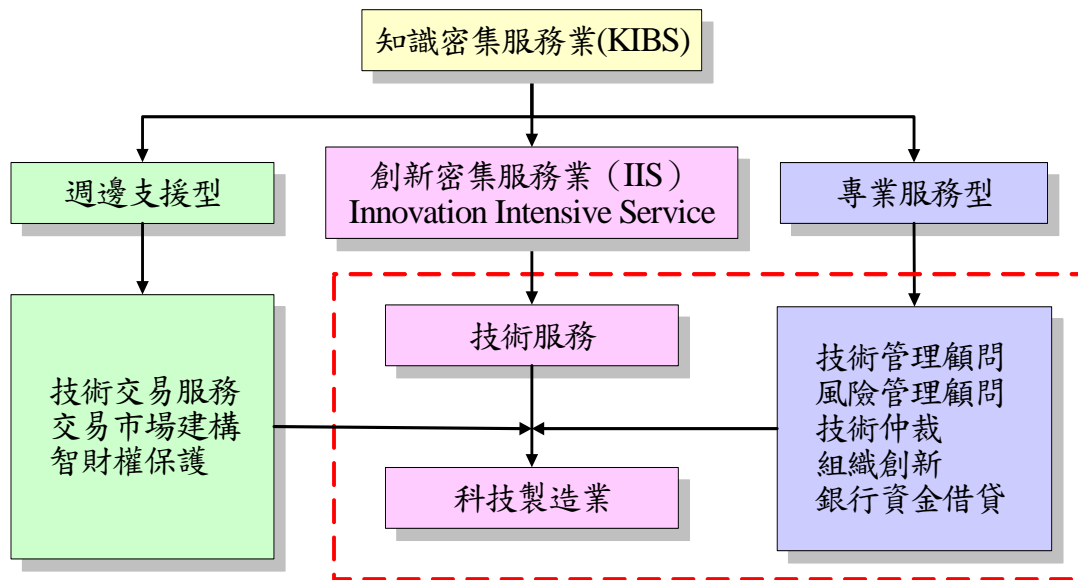 知識密集服務業(KIBS)
週邊支援型
創新密集服務業（IIS）
Innovation Intensive Service
專業服務型
技術交易服務
交易市場建構
智財權保護
技術服務
科技製造業
技術管理顧問
風險管理顧問
技術仲裁
組織創新
銀行資金借貸